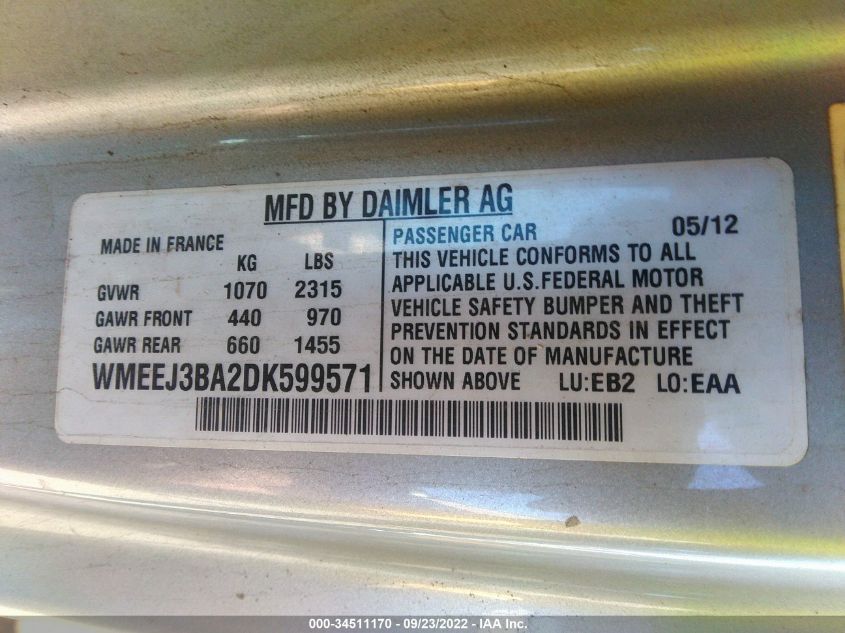 MFD BY DAIMLER AG
MADE IN FRANCE
KG LBS
GVWR 1070 2315
GAWR FRONT 440 970
GAWR REAR 660 1455
WMEEJ3BA2DK599571
PASSENGER CAR 05/12
THIS VEHICLE CONFORMS TO ALL
APPLICABLE U.S.FEDERAL MOTOR
VEHICLE SAFETY BUMPER AND THEFT
PREVENTION STANDARDS IN EFFECT
ON THE DATE OF MANUFACTURE
SHOWN ABOVE LU:EB2 LO:EAA
000-34511170 - 09/23/2022 - IAA Inc.